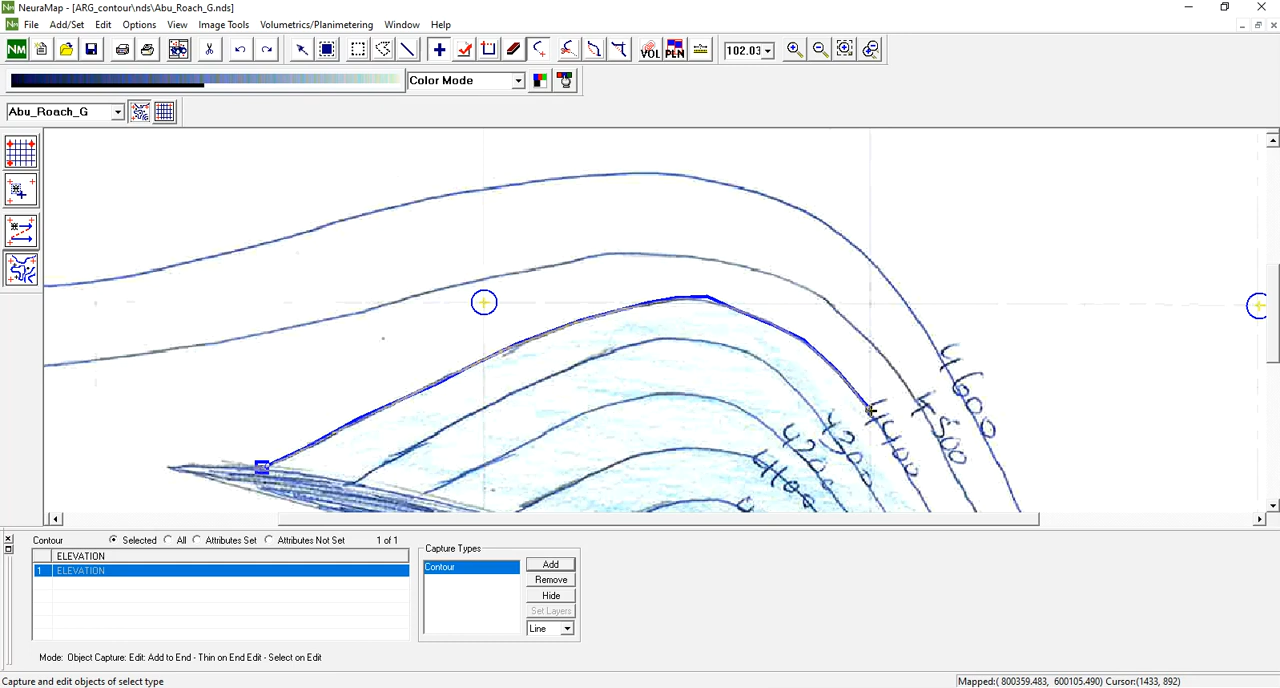 NeuraMap - [ARG_contour\nds\Abu_Roach_G.nds]
File Add/Set Edit Options View Image Tools Volumetrics/Planimetering Window Help
NM VOL PLN 102.03
Color Mode
Abu_Roach_G
4600
4500
4400
4300
4200
4100
Contour Selected All Attributes Set Attributes Not Set 1 of 1
ELEVATION
1 ELEVATION
Capture Types
Contour
Add
Remove
Hide
Set Layers
Line
Mode: Object Capture: Edit: Add to End - Thin on End Edit - Select on Edit
Capture and edit objects of select type Mapped:( 800359.483, 600105.490) Cursor:(1433, 892)